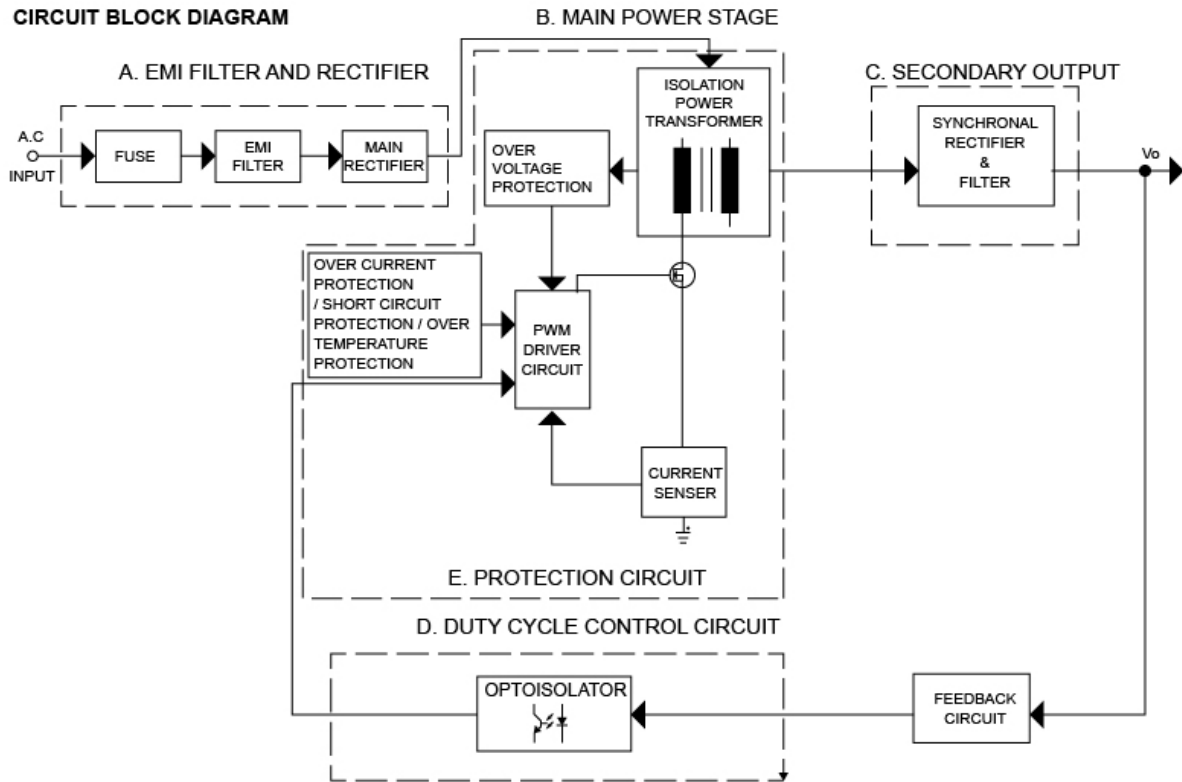 CIRCUIT BLOCK DIAGRAM
B. MAIN POWER STAGE
A. EMI FILTER AND RECTIFIER
C. SECONDARY OUTPUT
A.C
INPUT
FUSE
EMI
FILTER
MAIN
RECTIFIER
OVER
VOLTAGE
PROTECTION
ISOLATION
POWER
TRANSFORMER
SYNCHRONAL
RECTIFIER
&
FILTER
Vo
OVER CURRENT
PROTECTION
/ SHORT CIRCUIT
PROTECTION / OVER
TEMPERATURE
PROTECTION
PWM
DRIVER
CIRCUIT
CURRENT
SENSER
E. PROTECTION CIRCUIT
D. DUTY CYCLE CONTROL CIRCUIT
OPTOISOLATOR
FEEDBACK
CIRCUIT